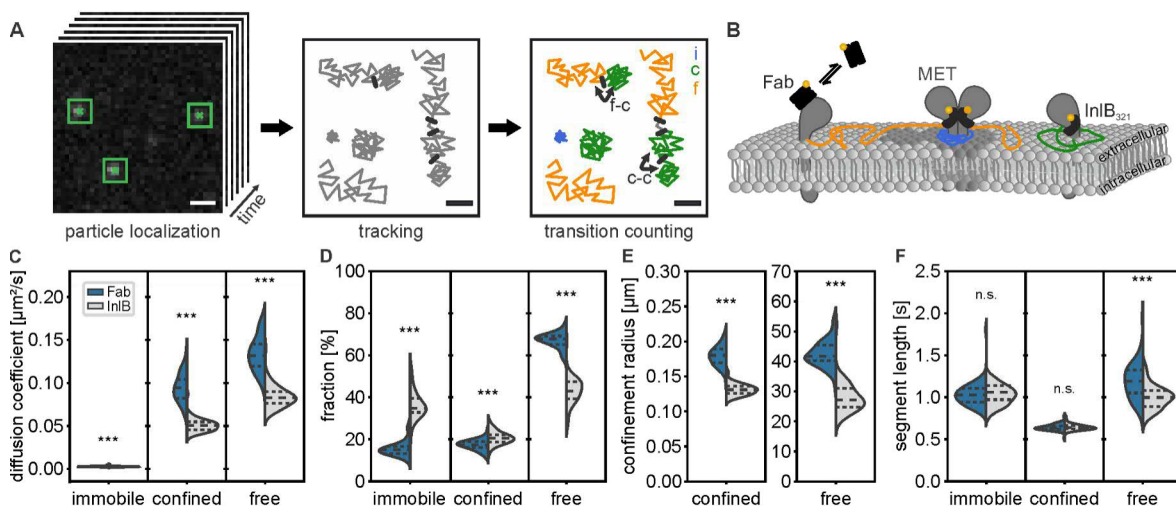 A
B
i
c
f
f-c
c-c
time
particle localization
tracking
transition counting
Fab
MET
InlB321
extracellular
intracellular
C
D
E
F
diffusion coefficient [µm²/s]
0.20
0.15
0.10
0.05
0.00
Fab
InlB
***
***
***
immobile
confined
free
fraction [%]
100
80
60
40
20
0
***
***
***
immobile
confined
free
confinement radius [µm]
0.30
0.25
0.20
0.15
0.10
0.05
0.00
***
confined
70
60
50
40
30
20
10
0
***
free
segment length [s]
2.5
2.0
1.5
1.0
0.5
0.0
n.s.
n.s.
***
immobile
confined
free